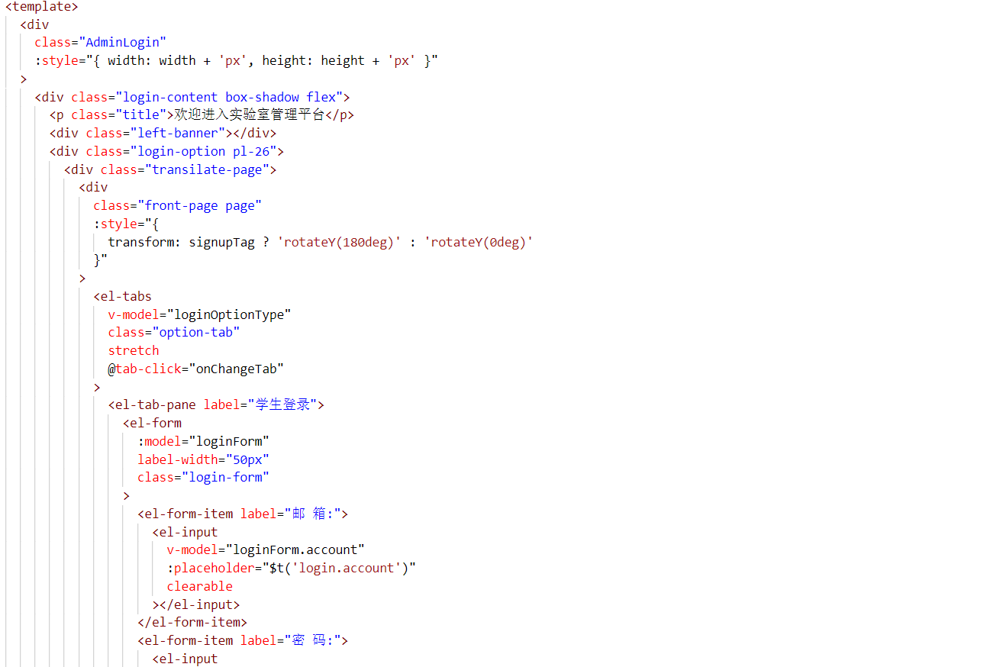 <template>
<div
class="AdminLogin"
:style="{ width: width + 'px', height: height + 'px' }"
>
<div class="login-content box-shadow flex">
<p class="title">欢迎进入实验室管理平台</p>
<div class="left-banner"></div>
<div class="login-option pl-26">
<div class="transilate-page">
<div
class="front-page page"
:style="{
transform: signupTag ? 'rotateY(180deg)' : 'rotateY(0deg)'
}"
>
<el-tabs
v-model="loginOptionType"
class="option-tab"
stretch
@tab-click="onChangeTab"
>
<el-tab-pane label="学生登录">
<el-form
:model="loginForm"
label-width="50px"
class="login-form"
>
<el-form-item label="邮 箱:">
<el-input
v-model="loginForm.account"
:placeholder="$t('login.account')"
clearable
></el-input>
</el-form-item>
<el-form-item label="密 码:">
<el-input